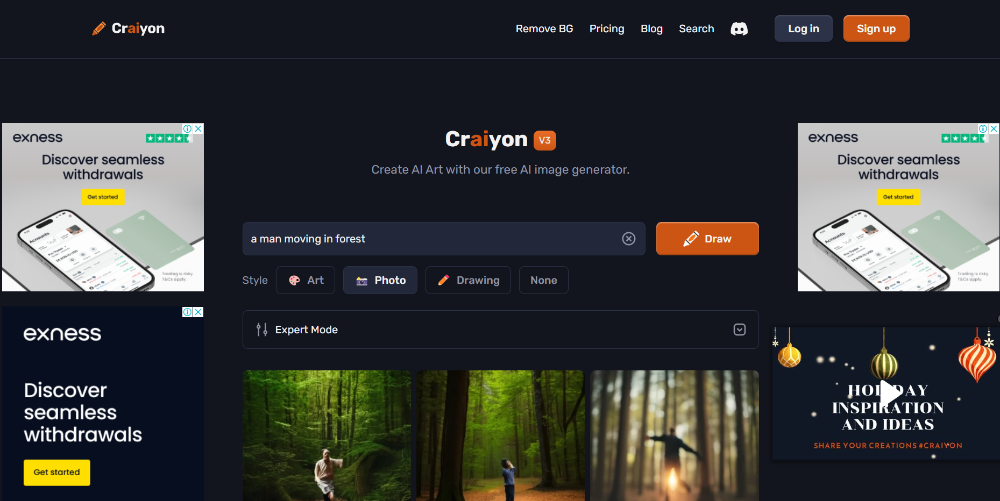 Craiyon
Remove BG
Pricing
Blog
Search
Log in
Sign up
exness
Discover seamless
withdrawals
Get started
Accounts
Trading is risky.
T&Cs apply.
exness
Discover
seamless
withdrawals
Get started
Craiyon V3
Create AI Art with our free AI image generator.
a man moving in forest
Draw
Style
Art
Photo
Drawing
None
Expert Mode
exness
Discover seamless
withdrawals
Get started
Accounts
Trading is risky.
T&Cs apply.
HOLIDAY
INSPIRATION
AND IDEAS
SHARE YOUR CREATIONS #CRAIYON